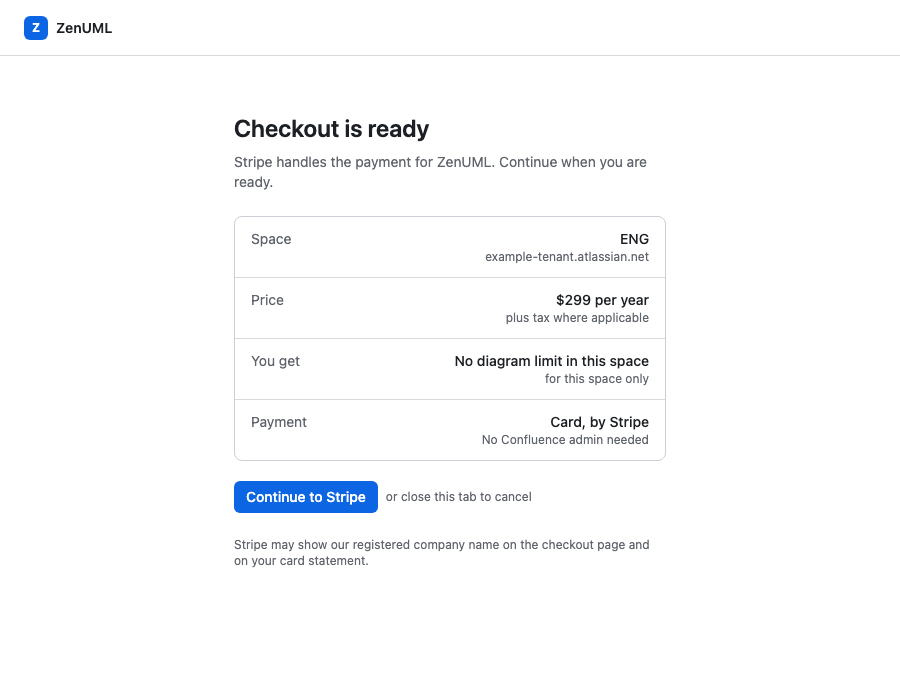 Z ZenUML
Checkout is ready
Stripe handles the payment for ZenUML. Continue when you are
ready.
Space ENG
example-tenant.atlassian.net
Price $299 per year
plus tax where applicable
You get No diagram limit in this space
for this space only
Payment Card, by Stripe
No Confluence admin needed
Continue to Stripe or close this tab to cancel
Stripe may show our registered company name on the checkout page and
on your card statement.